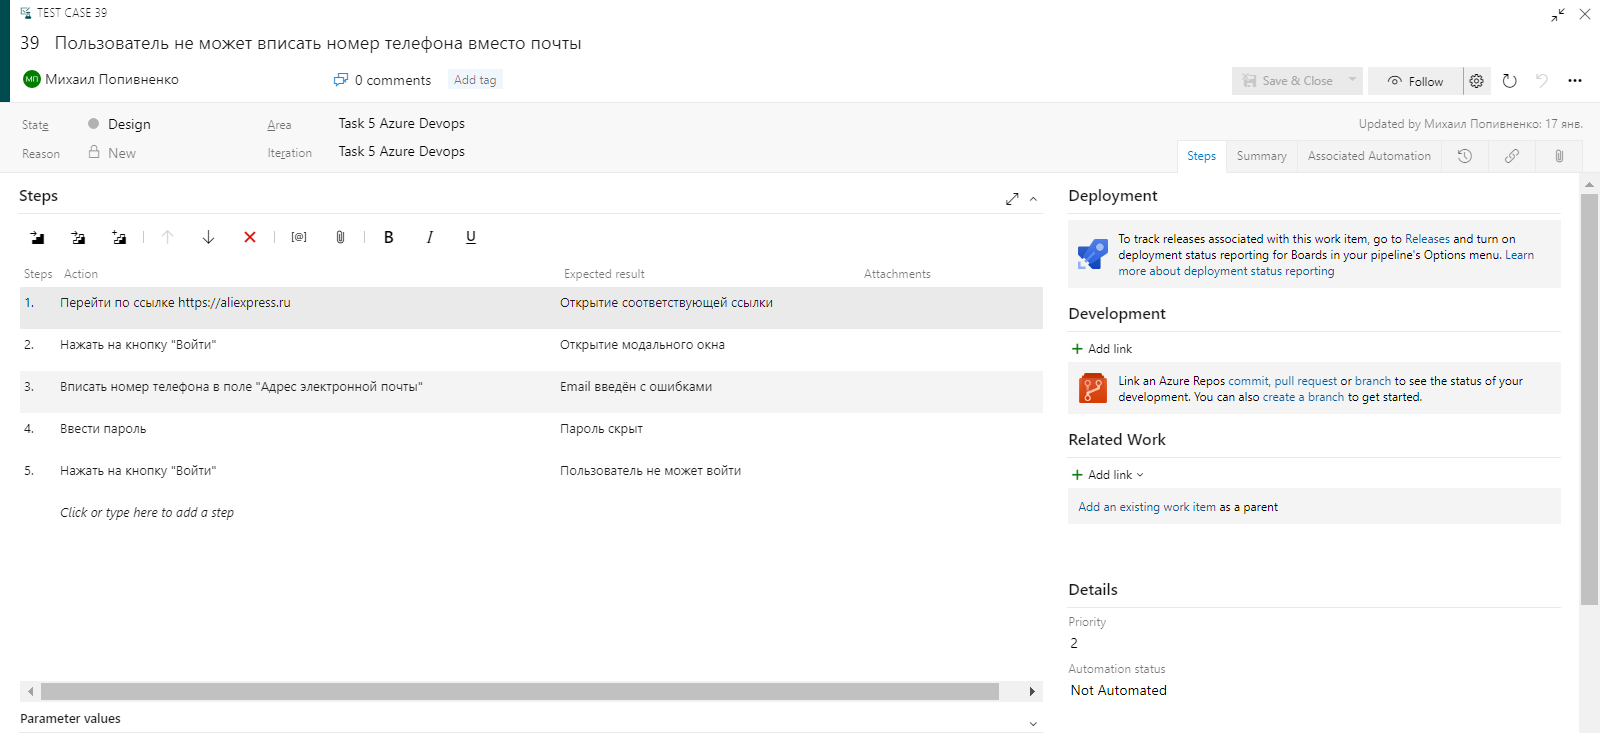 TEST CASE 39
39 Пользователь не может вписать номер телефона вместо почты
МП Михаил Попивненко
0 comments
Add tag
Save & Close
Follow
State
Design
Area
Task 5 Azure Devops
Updated by Михаил Попивненко: 17 янв.
Reason
New
Iteration
Task 5 Azure Devops
Steps
Summary
Associated Automation
Steps
[@]
B
I
U
Steps Action Expected result Attachments
1. Перейти по ссылке https://aliexpress.ru Открытие соответствующей ссылки
2. Нажать на кнопку "Войти" Открытие модального окна
3. Вписать номер телефона в поле "Адрес электронной почты" Email введён с ошибками
4. Ввести пароль Пароль скрыт
5. Нажать на кнопку "Войти" Пользователь не может войти
Click or type here to add a step
Parameter values
Deployment
To track releases associated with this work item, go to Releases and turn on
deployment status reporting for Boards in your pipeline's Options menu. Learn
more about deployment status reporting
Development
+ Add link
Link an Azure Repos commit, pull request or branch to see the status of your
development. You can also create a branch to get started.
Related Work
+ Add link
Add an existing work item as a parent
Details
Priority
2
Automation status
Not Automated